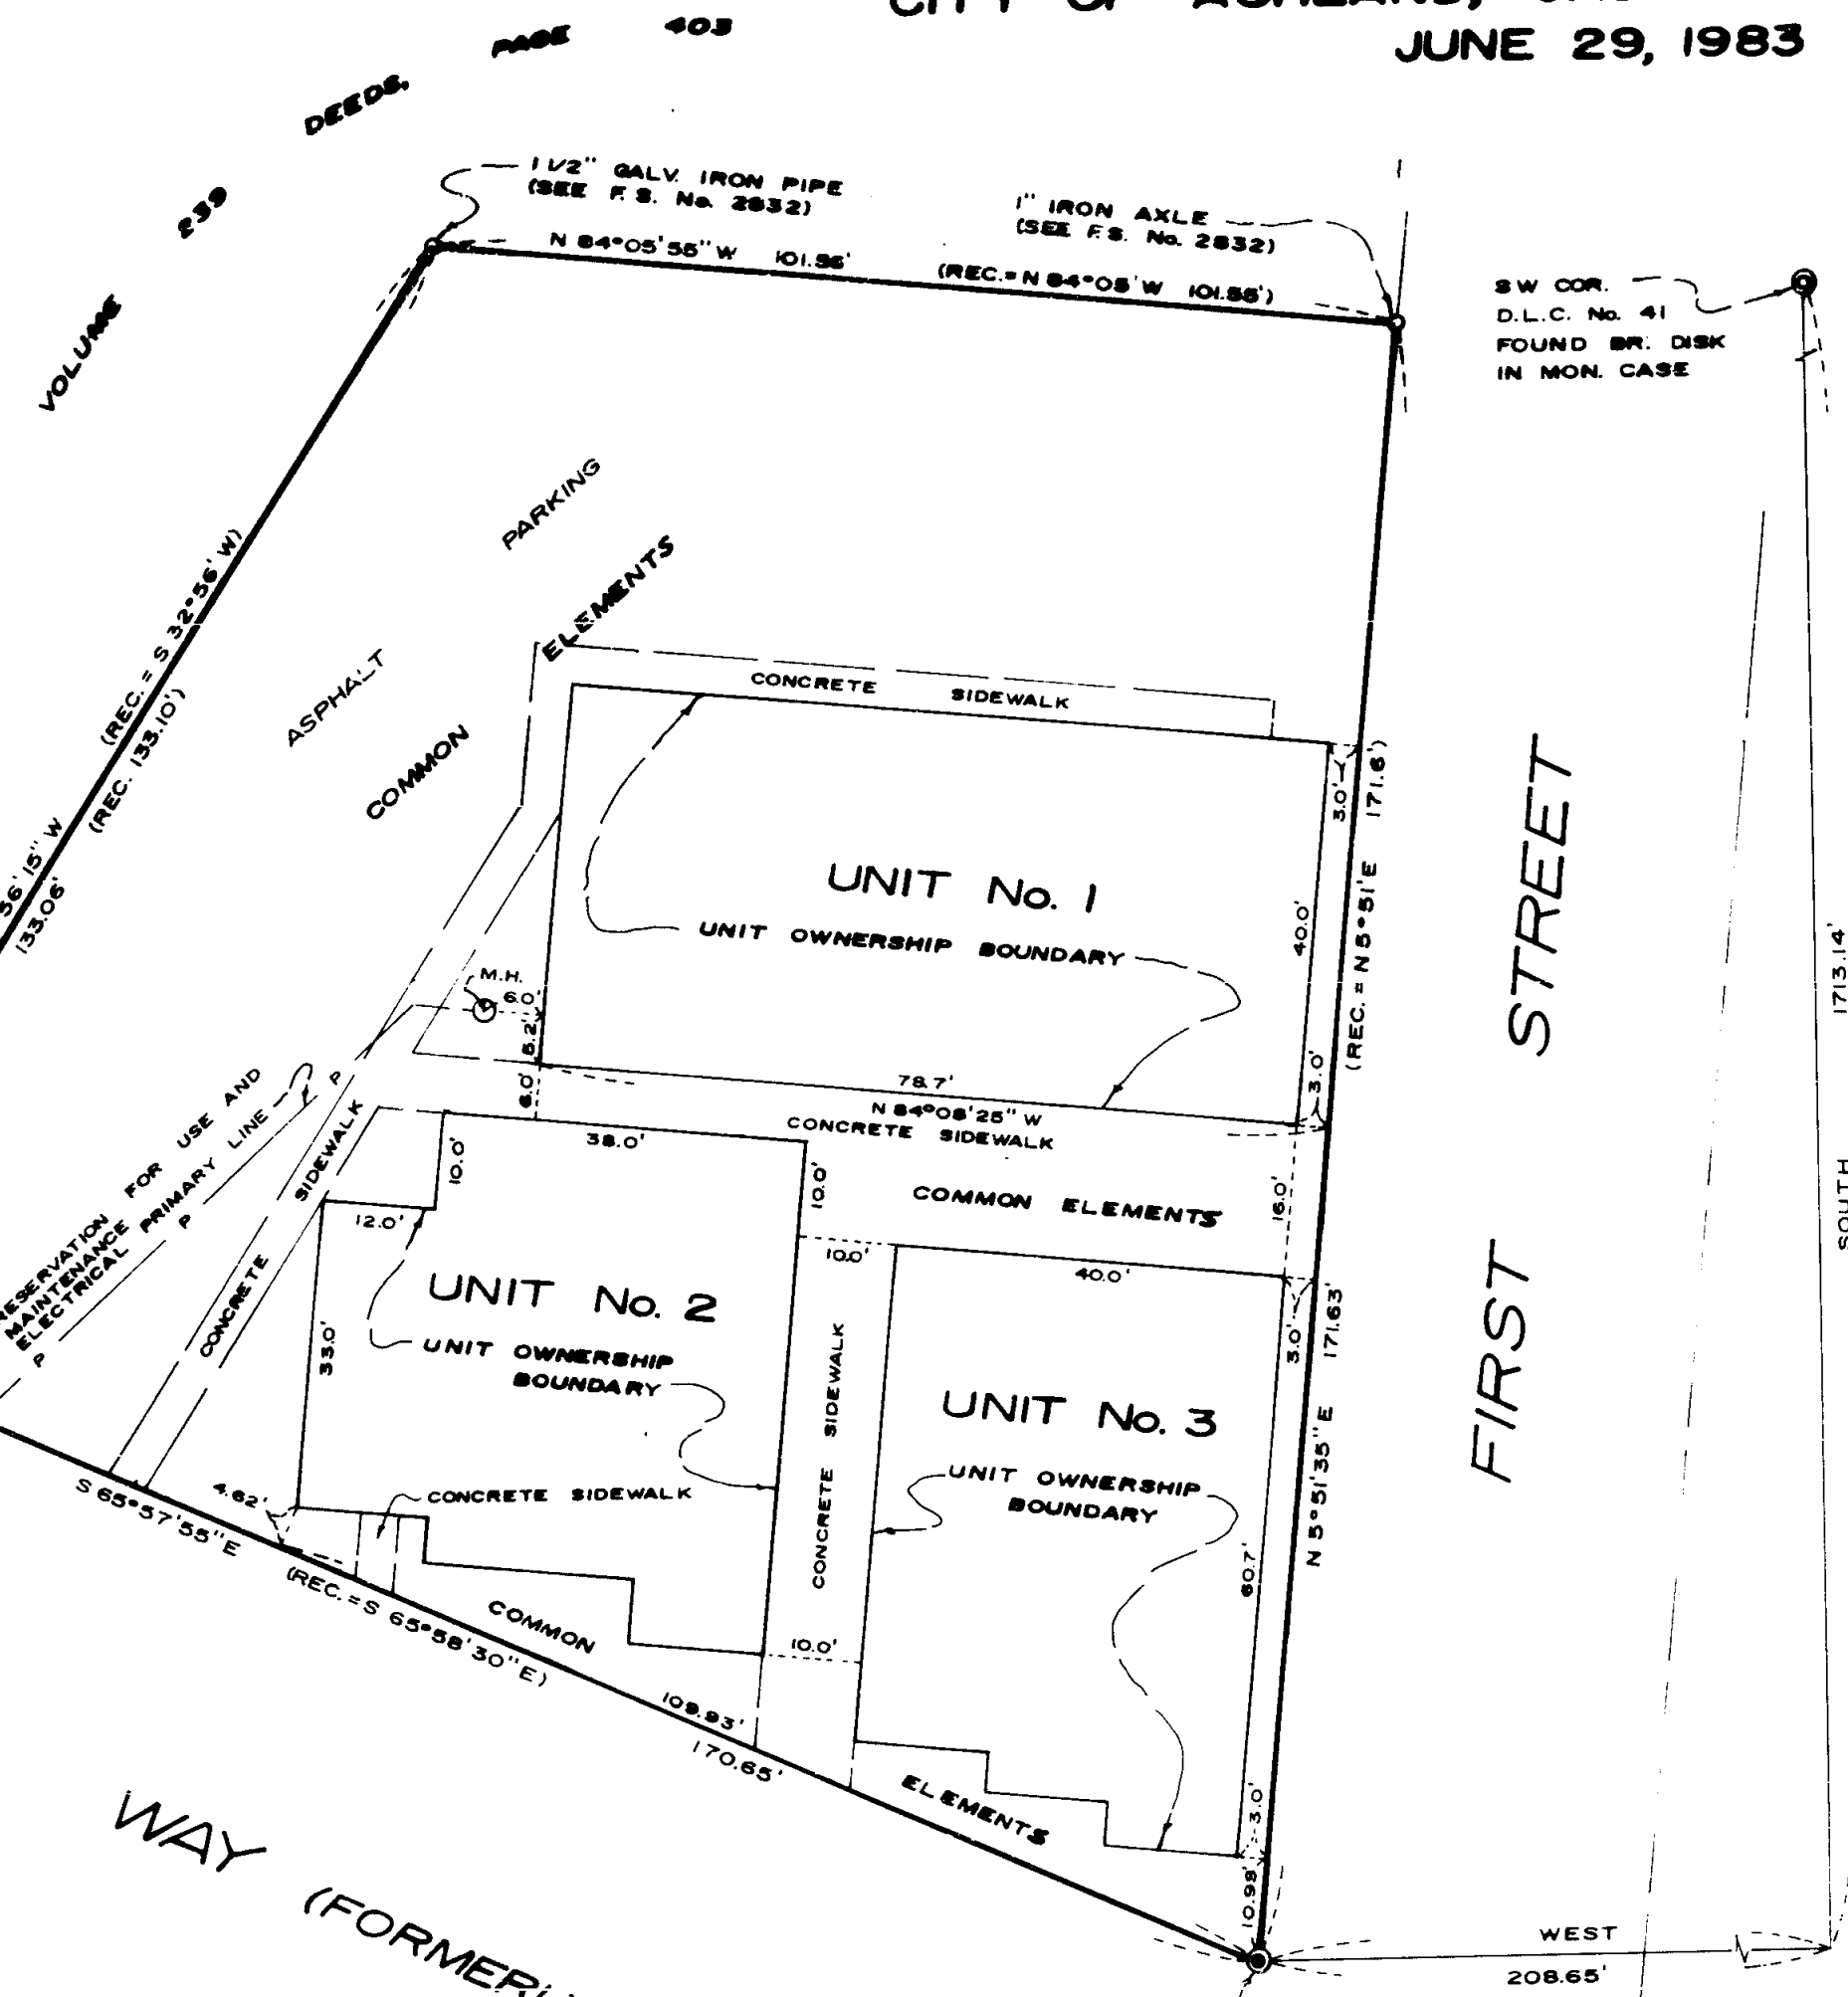 JUNE 29, 1983
VOLUME 239 DEEDS, PAGE 403
1 1/2" GALV. IRON PIPE
(SEE F.S. No. 2832)
1" IRON AXLE
(SEE F.S. No. 2832)
N 84°05'55" W 101.56'
(REC.= N 84°05' W 101.55')
SW COR.
D.L.C. No. 41
FOUND BR. DISK
IN MON. CASE
(REC. = S 32°56' W)
(REC. 133.10')
56'15" W
133.06'
ASPHALT PARKING
COMMON ELEMENTS
CONCRETE SIDEWALK
3.0'
(REC. = N 5°51'E 171.6')
UNIT No. 1
UNIT OWNERSHIP BOUNDARY
40.0'
M.H.
6.0'
5.2'
6.0'
78.7'
N 84°08'25" W
3.0'
CONCRETE SIDEWALK
RESERVATION FOR USE AND
MAINTENANCE
ELECTRICAL PRIMARY LINE
P
P
P
CONCRETE SIDEWALK
38.0'
10.0'
10.0'
12.0'
COMMON ELEMENTS
16.0'
10.0'
40.0'
UNIT No. 2
UNIT OWNERSHIP
BOUNDARY
33.0'
CONCRETE SIDEWALK
3.0'
N 5°51'35" E 171.63'
UNIT No. 3
UNIT OWNERSHIP
BOUNDARY
60.7'
4.62'
CONCRETE SIDEWALK
10.0'
S 65°57'55" E
(REC. = S 65°58'30" E)
COMMON ELEMENTS
109.93'
170.65'
3.0'
10.98'
FIRST STREET
SOUTH 1713.14'
WEST
208.65'
WAY